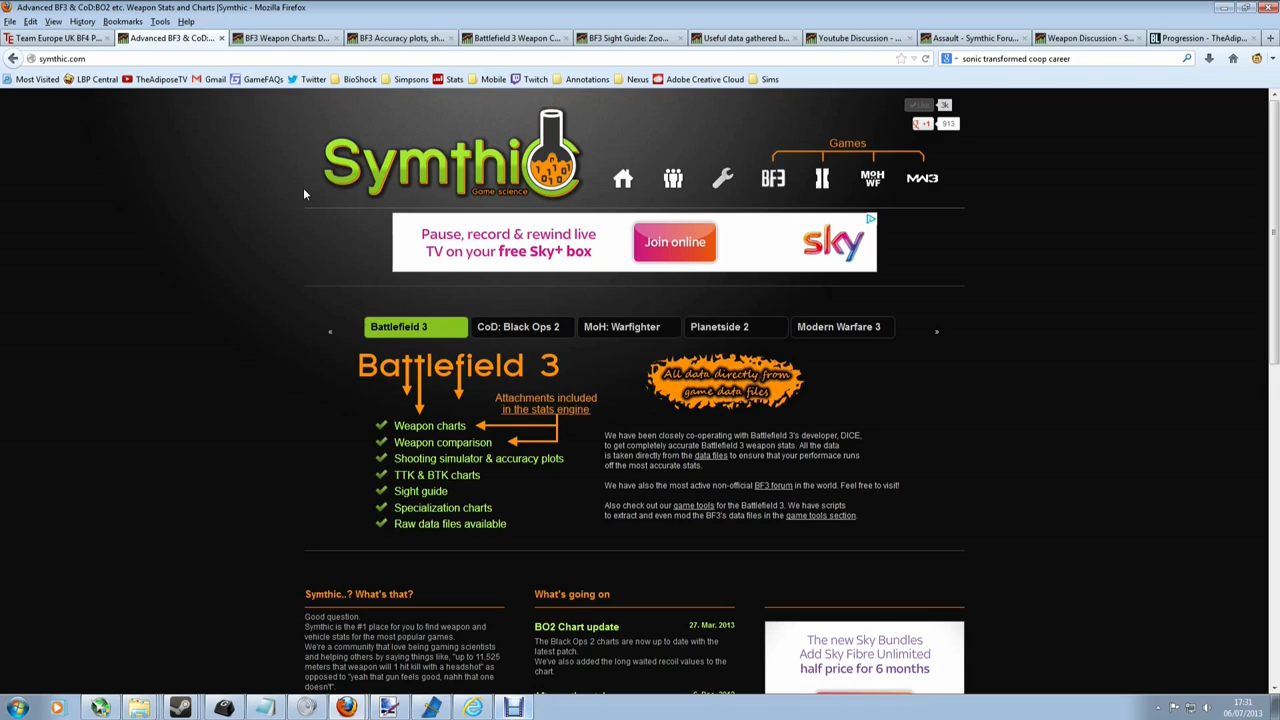 Advanced BF3 & CoD:BO2 etc. Weapon Stats and Charts |Symthic - Mozilla Firefox
File Edit View History Bookmarks Tools Help
Team Europe UK BF4 P... Advanced BF3 & CoD:... BF3 Weapon Charts: D... BF3 Accuracy plots, sh... Battlefield 3 Weapon C... BF3 Sight Guide: Zoo... Useful data gathered b... Youtube Discussion - ... Assault - Symthic Foru... Weapon Discussion - S... Progression - TheAdip...
symthic.com
sonic transformed coop career
Most Visited LBP Central TheAdiposeTV Gmail GameFAQs Twitter BioShock Simpsons Stats Mobile Twitch Annotations Nexus Adobe Creative Cloud Sims
Like 3k
+1 913
Symthic
Game science
Games
BF3 II MoH WF MW3
Pause, record & rewind live
TV on your free Sky+ box
Join online
sky
« Battlefield 3 CoD: Black Ops 2 MoH: Warfighter Planetside 2 Modern Warfare 3 »
Battlefield 3
All data directly from
game data files
Attachments included
in the stats engine
Weapon charts
Weapon comparison
Shooting simulator & accuracy plots
TTK & BTK charts
Sight guide
Specialization charts
Raw data files available
We have been closely co-operating with Battlefield 3's developer, DICE,
to get completely accurate Battlefield 3 weapon stats. All the data
is taken directly from the data files to ensure that your performace runs
off the most accurate stats.
We have also the most active non-official BF3 forum in the world. Feel free to visit!
Also check out our game tools for the Battlefield 3. We have scripts
to extract and even mod the BF3's data files in the game tools section.
Symthic..? What's that?
Good question.
Symthic is the #1 place for you to find weapon and
vehicle stats for the most popular games.
We're a community that love being gaming scientists
and helping others by saying things like, "up to 11.525
meters that weapon will 1 hit kill with a headshot" as
opposed to "yeah that gun feels good, nahh that one
doesn't".
What's going on
BO2 Chart update 27. Mar. 2013
The Black Ops 2 charts are now up to date with the
latest patch.
We've also added the long waited recoil values to the
chart.
The new Sky Bundles
Add Sky Fibre Unlimited
half price for 6 months
17:31
06/07/2013